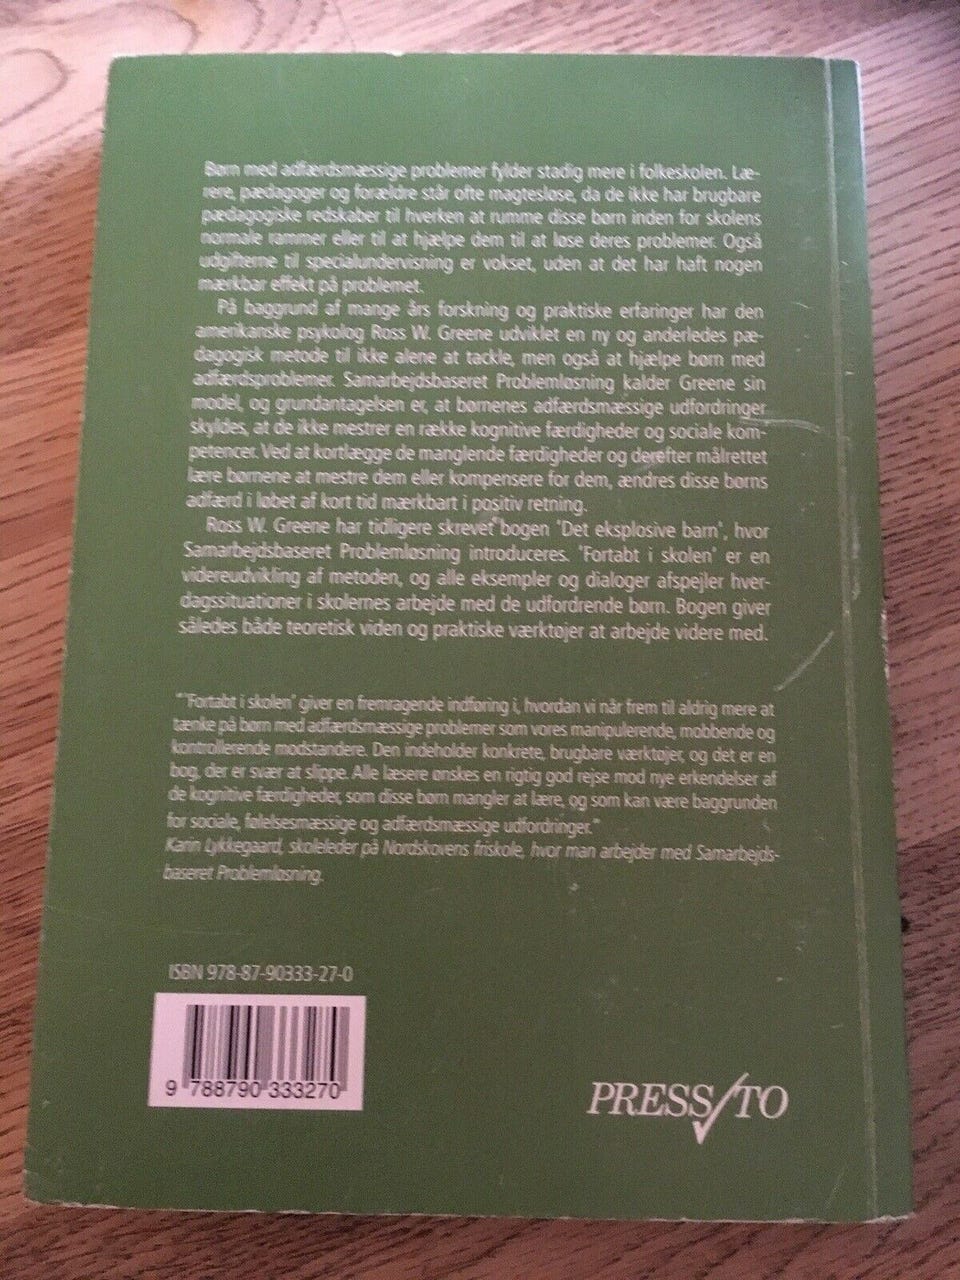 Børn med adfærdsmæssige problemer fylder stadig mere i folkeskolen. Læ-
rere, pædagoger og forældre står ofte magtesløse, da de ikke har brugbare
pædagogiske redskaber til hverken at rumme disse børn inden for skolens
normale rammer eller til at hjælpe dem til at løse deres problemer. Også
udgifterne til specialundervisning er vokset, uden at det har haft nogen
mærkbar effekt på problemet.
På baggrund af mange års forskning og praktiske erfaringer har den
amerikanske psykolog Ross W. Greene udviklet en ny og anderledes pæ-
dagogisk metode til ikke alene at tackle, men også at hjælpe børn med
adfærdsproblemer. Samarbejdsbaseret Problemløsning kalder Greene sin
model, og grundantagelsen er, at børnenes adfærdsmæssige udfordringer
skyldes, at de ikke mestrer en række kognitive færdigheder og sociale kom-
petencer. Ved at kortlægge de manglende færdigheder og derefter målrettet
lære børnene at mestre dem eller kompensere for dem, ændres disse børns
adfærd i løbet af kort tid mærkbart i positiv retning.
Ross W. Greene har tidligere skrevet bogen 'Det eksplosive barn', hvor
Samarbejdsbaseret Problemløsning introduceres. 'Fortabt i skolen' er en
videreudvikling af metoden, og alle eksempler og dialoger afspejler hver-
dagssituationer i skolernes arbejde med de udfordrende børn. Bogen giver
således både teoretisk viden og praktiske værktøjer at arbejde videre med.
"'Fortabt i skolen' giver en fremragende indføring i, hvordan vi når frem til aldrig mere at
tænke på børn med adfærdsmæssige problemer som vores manipulerende, mobbende og
kontrollerende modstandere. Den indeholder konkrete, brugbare værktøjer, og det er en
bog, der er svær at slippe. Alle læsere ønskes en rigtig god rejse mod nye erkendelser af
de kognitive færdigheder, som disse børn mangler at lære, og som kan være baggrunden
for sociale, følelsesmæssige og adfærdsmæssige udfordringer."
Karin Lykkegaard, skoleleder på Nordskovens friskole, hvor man arbejder med Samarbejds-
baseret Problemløsning.
ISBN 978-87-90333-27-0
9 788790 333270
PRESS/TO